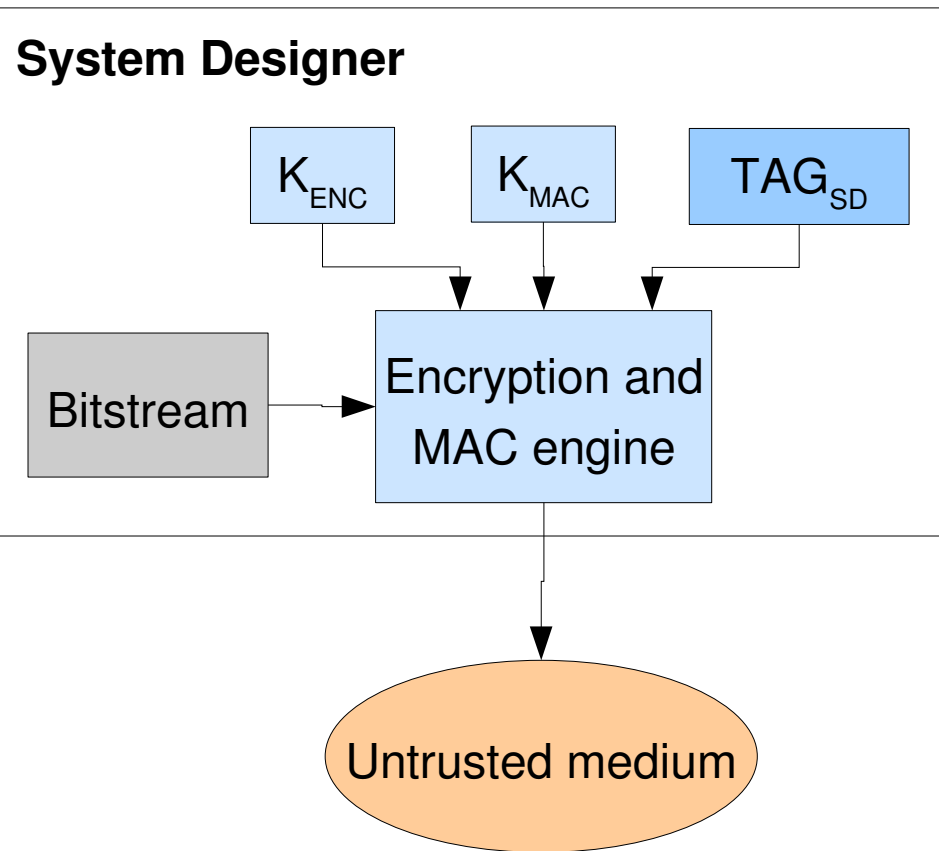 System Designer
K_ENC
K_MAC
TAG_SD
Bitstream
Encryption and
MAC engine
Untrusted medium